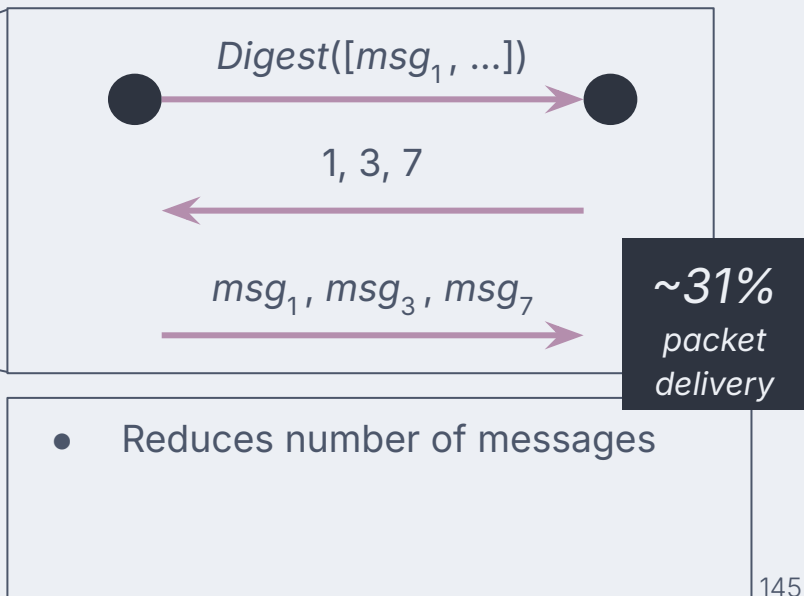 Digest([msg₁, ...])
1, 3, 7
msg₁, msg₃, msg₇
~31%
packet
delivery
● Reduces number of messages
145